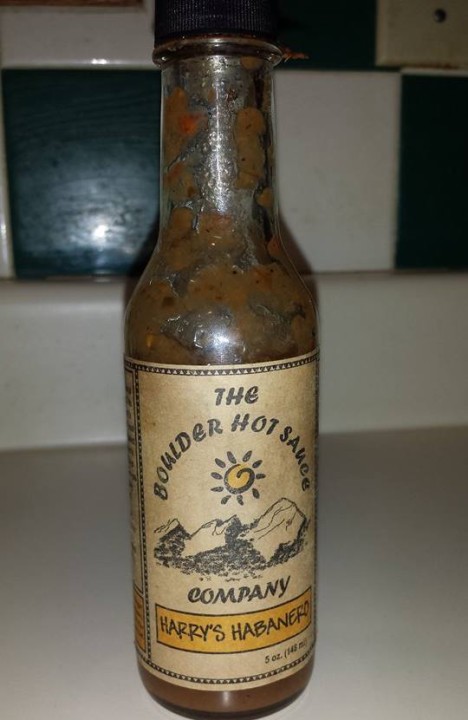 THE
BOULDER HOT SAUCE
COMPANY
HARRY'S HABANERO
5 oz. (148 ml)